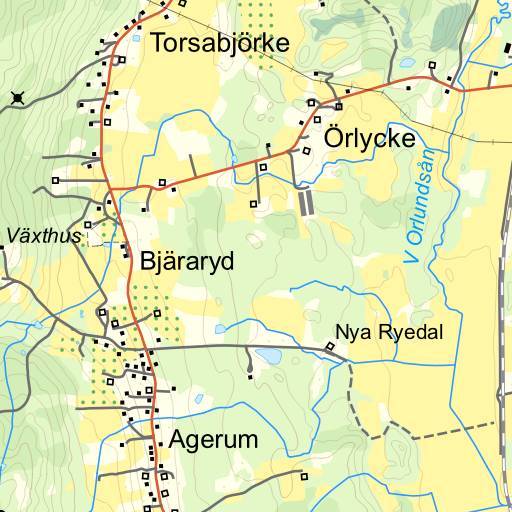 Torsabjörke
Örlycke
V Orlundsån
Växthus
Bjäraryd
Nya Ryedal
Agerum